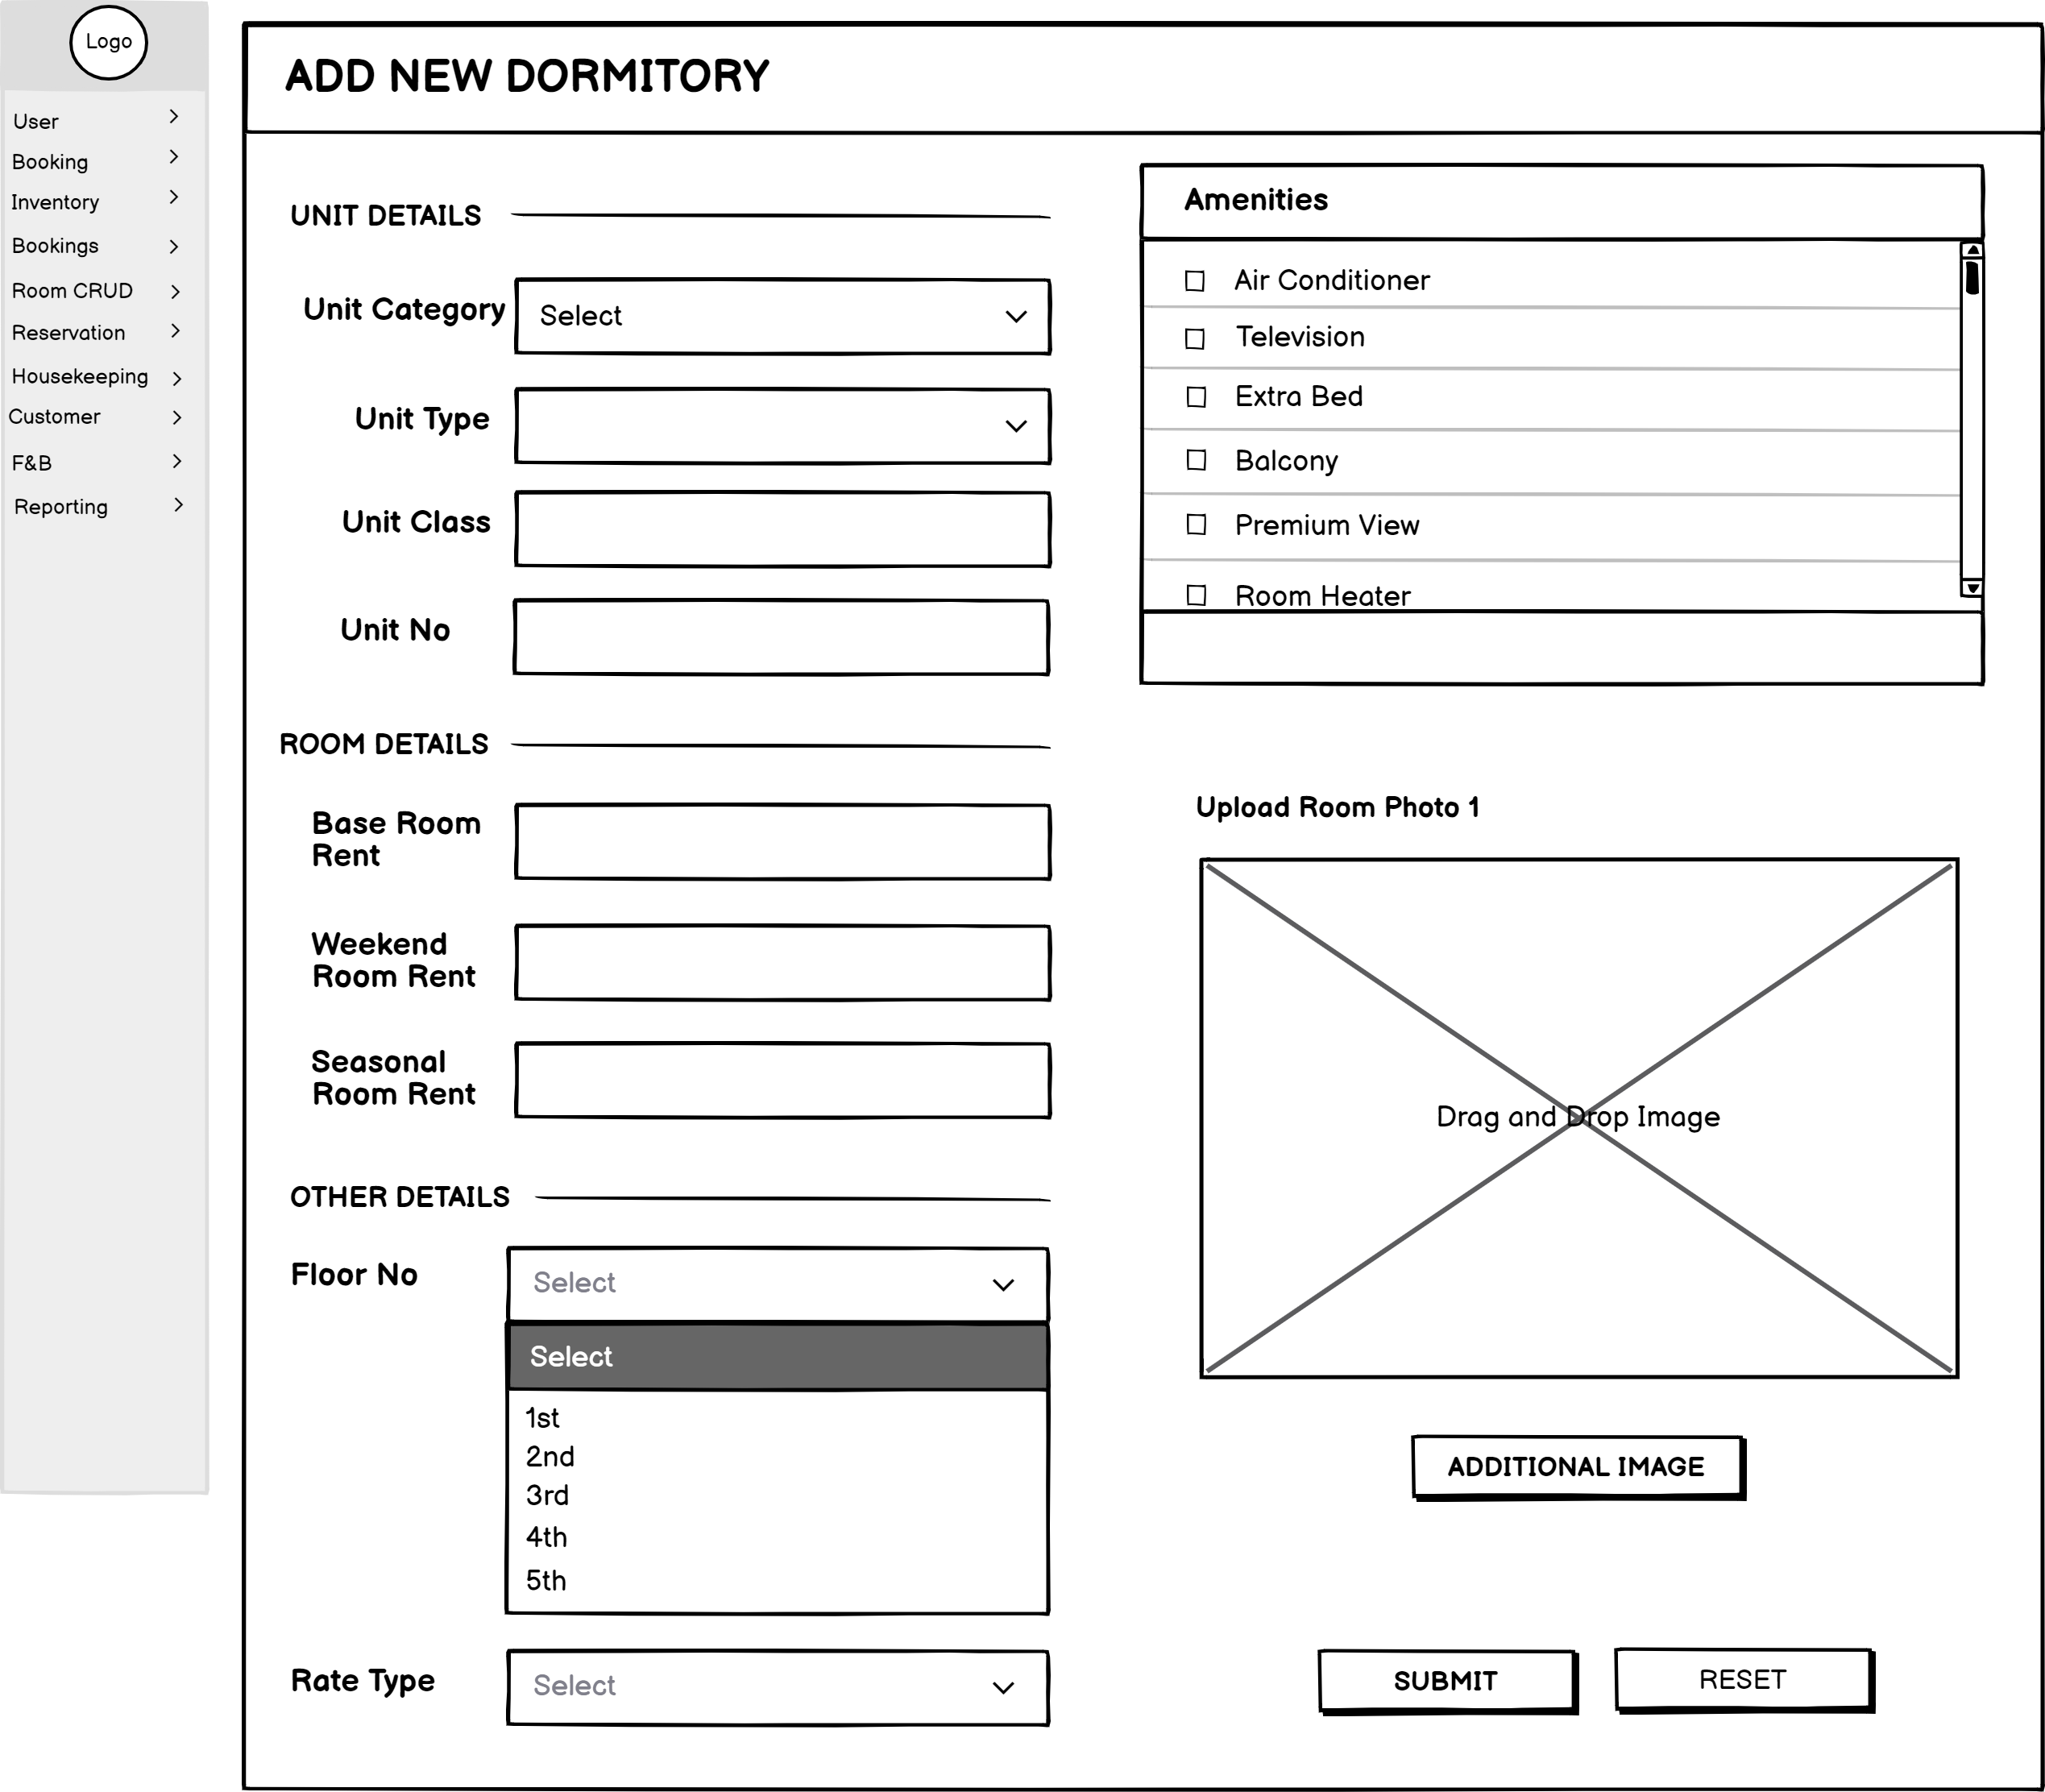 Logo
User
Booking
Inventory
Bookings
Room CRUD
Reservation
Housekeeping
Customer
F&B
Reporting
ADD NEW DORMITORY
UNIT DETAILS
Unit Category
Select
Unit Type
Unit Class
Unit No
ROOM DETAILS
Base Room
Rent
Weekend
Room Rent
Seasonal
Room Rent
OTHER DETAILS
Floor No
Select
Select
1st
2nd
3rd
4th
5th
Rate Type
Select
Amenities
Air Conditioner
Television
Extra Bed
Balcony
Premium View
Room Heater
Upload Room Photo 1
Drag and Drop Image
ADDITIONAL IMAGE
SUBMIT
RESET